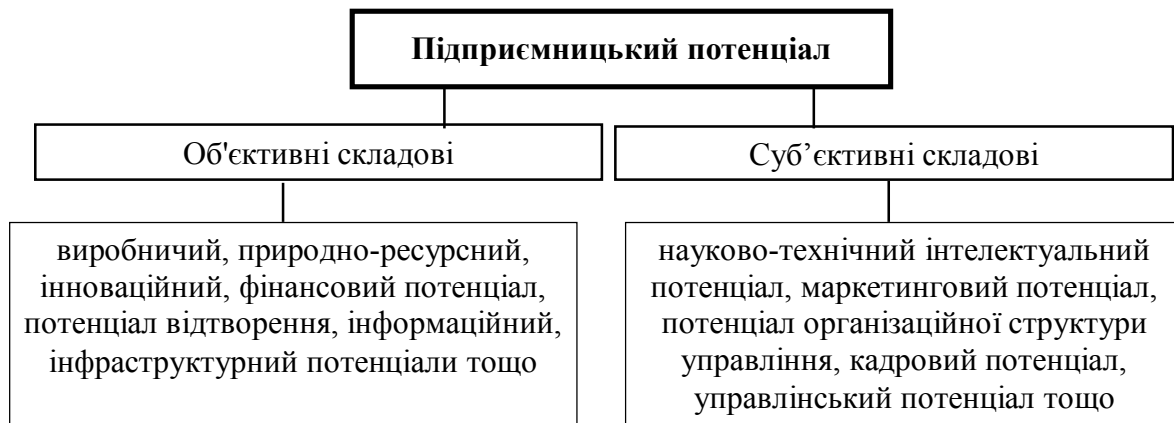 Підприємницький потенціал
Об'єктивні складові
Суб’єктивні складові
виробничий, природно-ресурсний,
інноваційний, фінансовий потенціал,
потенціал відтворення, інформаційний,
інфраструктурний потенціали тощо
науково-технічний інтелектуальний
потенціал, маркетинговий потенціал,
потенціал організаційної структури
управління, кадровий потенціал,
управлінський потенціал тощо